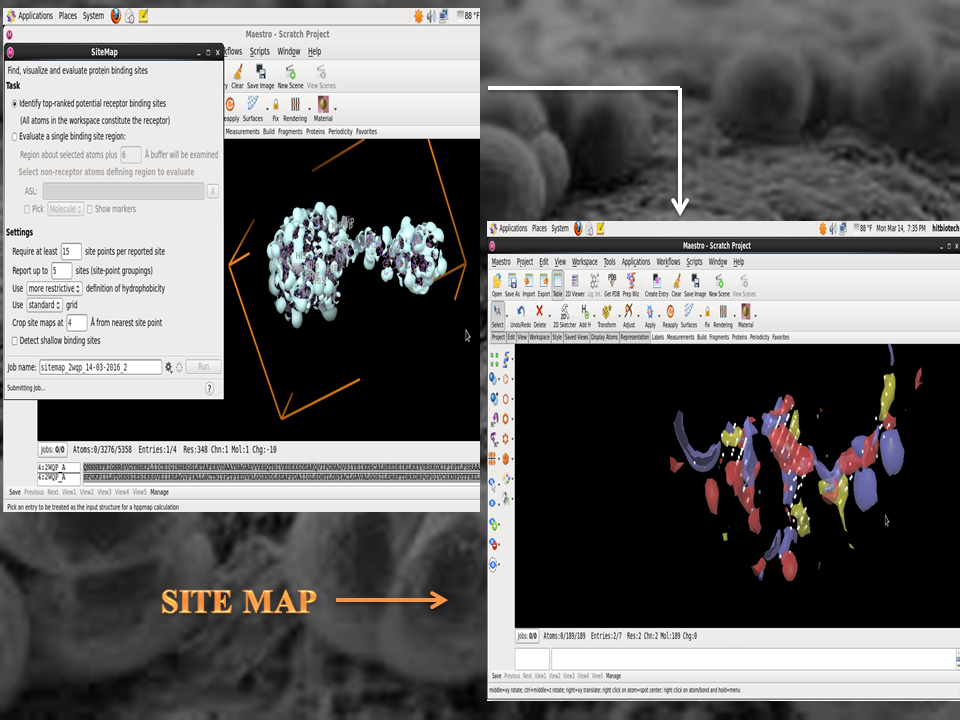 Applications Places System 88 °F
Maestro - Scratch Project
SiteMap
Find, visualize and evaluate protein binding sites
Task
Identify top-ranked potential receptor binding sites
(All atoms in the workspace constitute the receptor)
Evaluate a single binding site region:
Region about selected atoms plus 6 Å buffer will be examined
Select non-receptor atoms defining region to evaluate
ASL: X
Pick Molecule Show markers
Settings
Require at least 15 site points per reported site
Report up to 5 sites (site-point groupings)
Use more restrictive definition of hydrophobicity
Use standard grid
Crop site maps at 4 Å from nearest site point
Detect shallow binding sites
Job name: sitemap_2wqp_14-03-2016_2 Run
Submitting Job... ?
kflows Scripts Window Help
Clear Save Image New Scene View Scenes
eapply Surfaces Fix Rendering Material
Measurements Build Fragments Proteins Periodicity Favorites
Jobs: 0/0 Atoms:0/3276/5358 Entries:1/4 Res:348 Chn:1 Mol:1 Chg:-10
4:2WQP_A
4:2WQP_A
Save Previous Next View1 View2 View3 View4 View5 Manage
Pick an entry to be treated as the input structure for a hppmap calculation
Applications Places System 88 °F Mon Mar 14, 7:35 PM hitbiotech
Maestro - Scratch Project
Maestro Project Edit View Workspace Tools Applications Workflows Scripts Window Help
Open Save As Import Export Table 2D Viewer Lig. Int. Get PDB Prep Wiz Create Entry Clear Save Image New Scene View Scenes
Select Undo/Redo Delete 2D Sketcher Add H Transform Adjust Apply Reapply Surfaces Fix Rendering Material
Project Edit View Workspace Style Saved Views Display Atoms Representation Labels Measurements Build Fragments Proteins Periodicity Favorites
Jobs: 0/0 Atoms:0/189/189 Entries:2/7 Res:2 Chn:2 Mol:189 Chg:0
Save Previous Next View1 View2 View3 View4 View5 Manage
middle=xy rotate; ctrl+middle=z rotate; right=xy translate; right click on atom=spot center; right click on atom/bond and hold=menu
SITE MAP